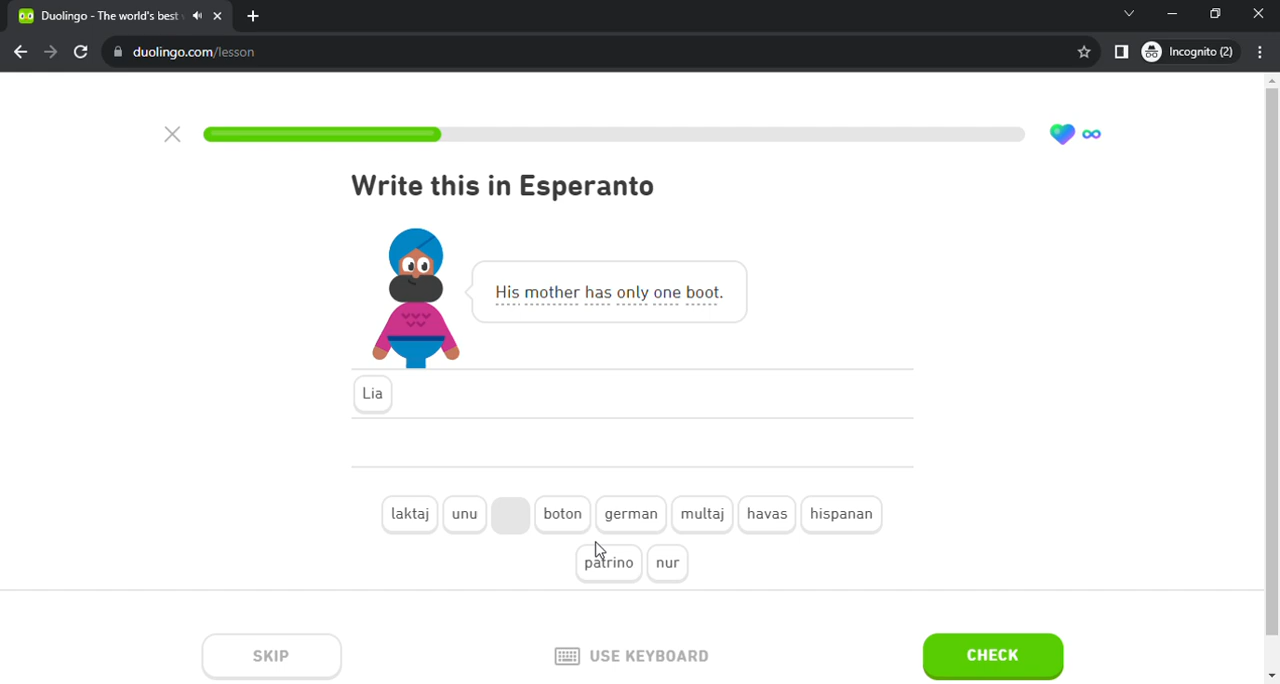 Duolingo - The world's best
duolingo.com/lesson
Incognito (2)
Write this in Esperanto
His mother has only one boot.
Lia
laktaj unu boton german multaj havas hispanan
patrino nur
SKIP USE KEYBOARD CHECK